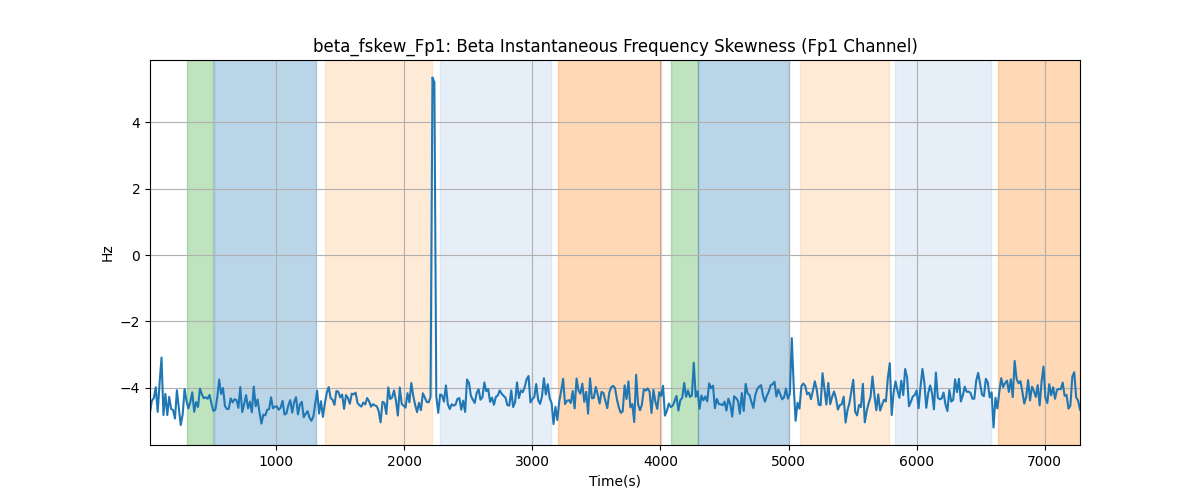 beta_fskew_Fp1: Beta Instantaneous Frequency Skewness (Fp1 Channel)
4
2
0
−2
−4
Hz
1000 2000 3000 4000 5000 6000 7000
Time(s)